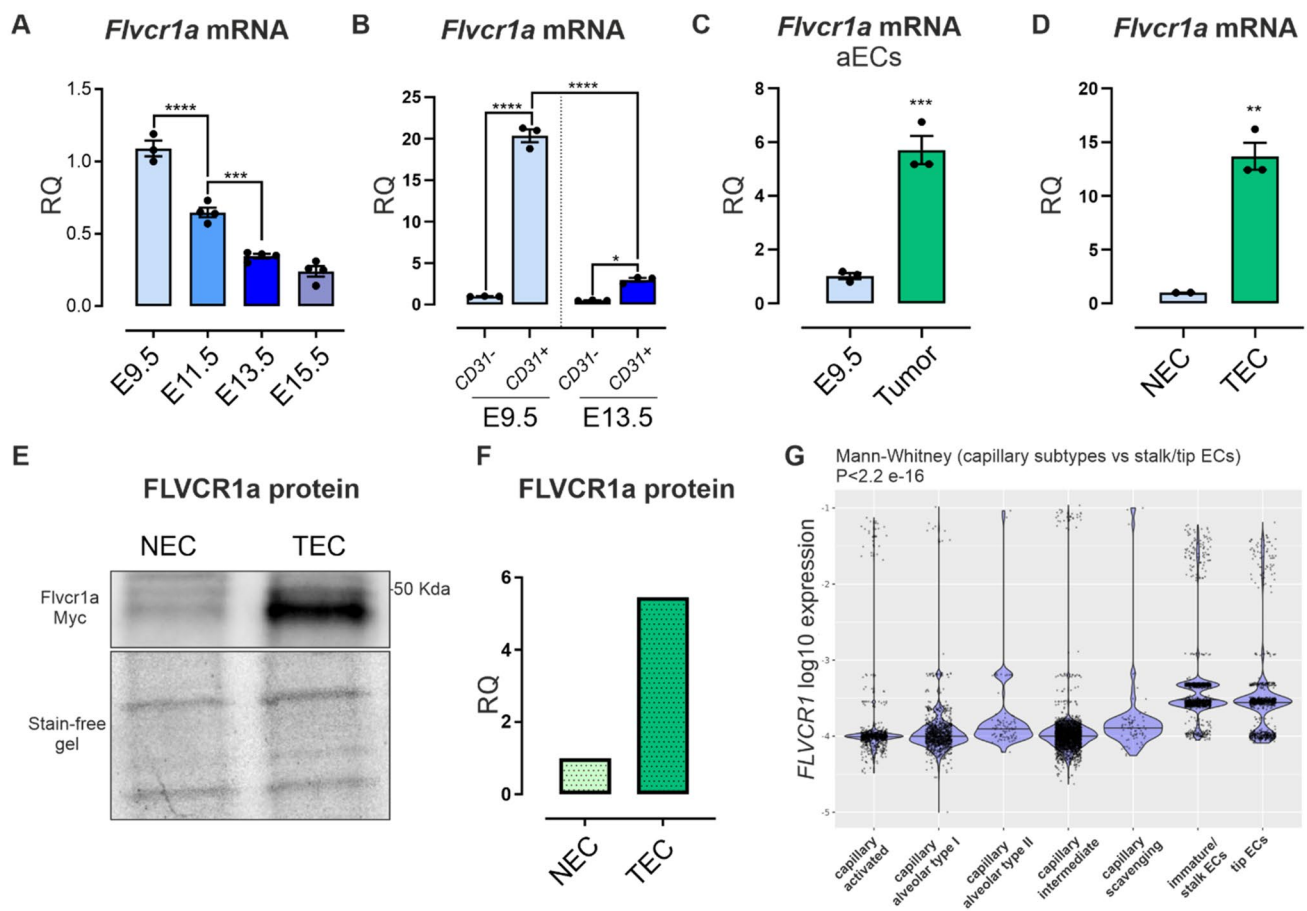 A
Flvcr1a mRNA
RQ
1.5
1.0
0.5
0.0
****
***
E9.5
E11.5
E13.5
E15.5
B
Flvcr1a mRNA
RQ
25
20
15
10
5
0
****
****
*
CD31-
CD31+
CD31-
CD31+
E9.5
E13.5
C
Flvcr1a mRNA
aECs
RQ
8
6
4
2
0
***
E9.5
Tumor
D
Flvcr1a mRNA
RQ
20
15
10
5
0
**
NEC
TEC
E
FLVCR1a protein
NEC
TEC
Flvcr1a
Myc
-50 Kda
Stain-free
gel
F
FLVCR1a protein
RQ
6
4
2
0
NEC
TEC
G
Mann-Whitney (capillary subtypes vs stalk/tip ECs)
P<2.2 e-16
FLVCR1 log10 expression
-1
-2
-3
-4
-5
capillary
activated
capillary
alveolar type I
capillary
alveolar type II
capillary
intermediate
capillary
scavenging
immature/
stalk ECs
tip ECs